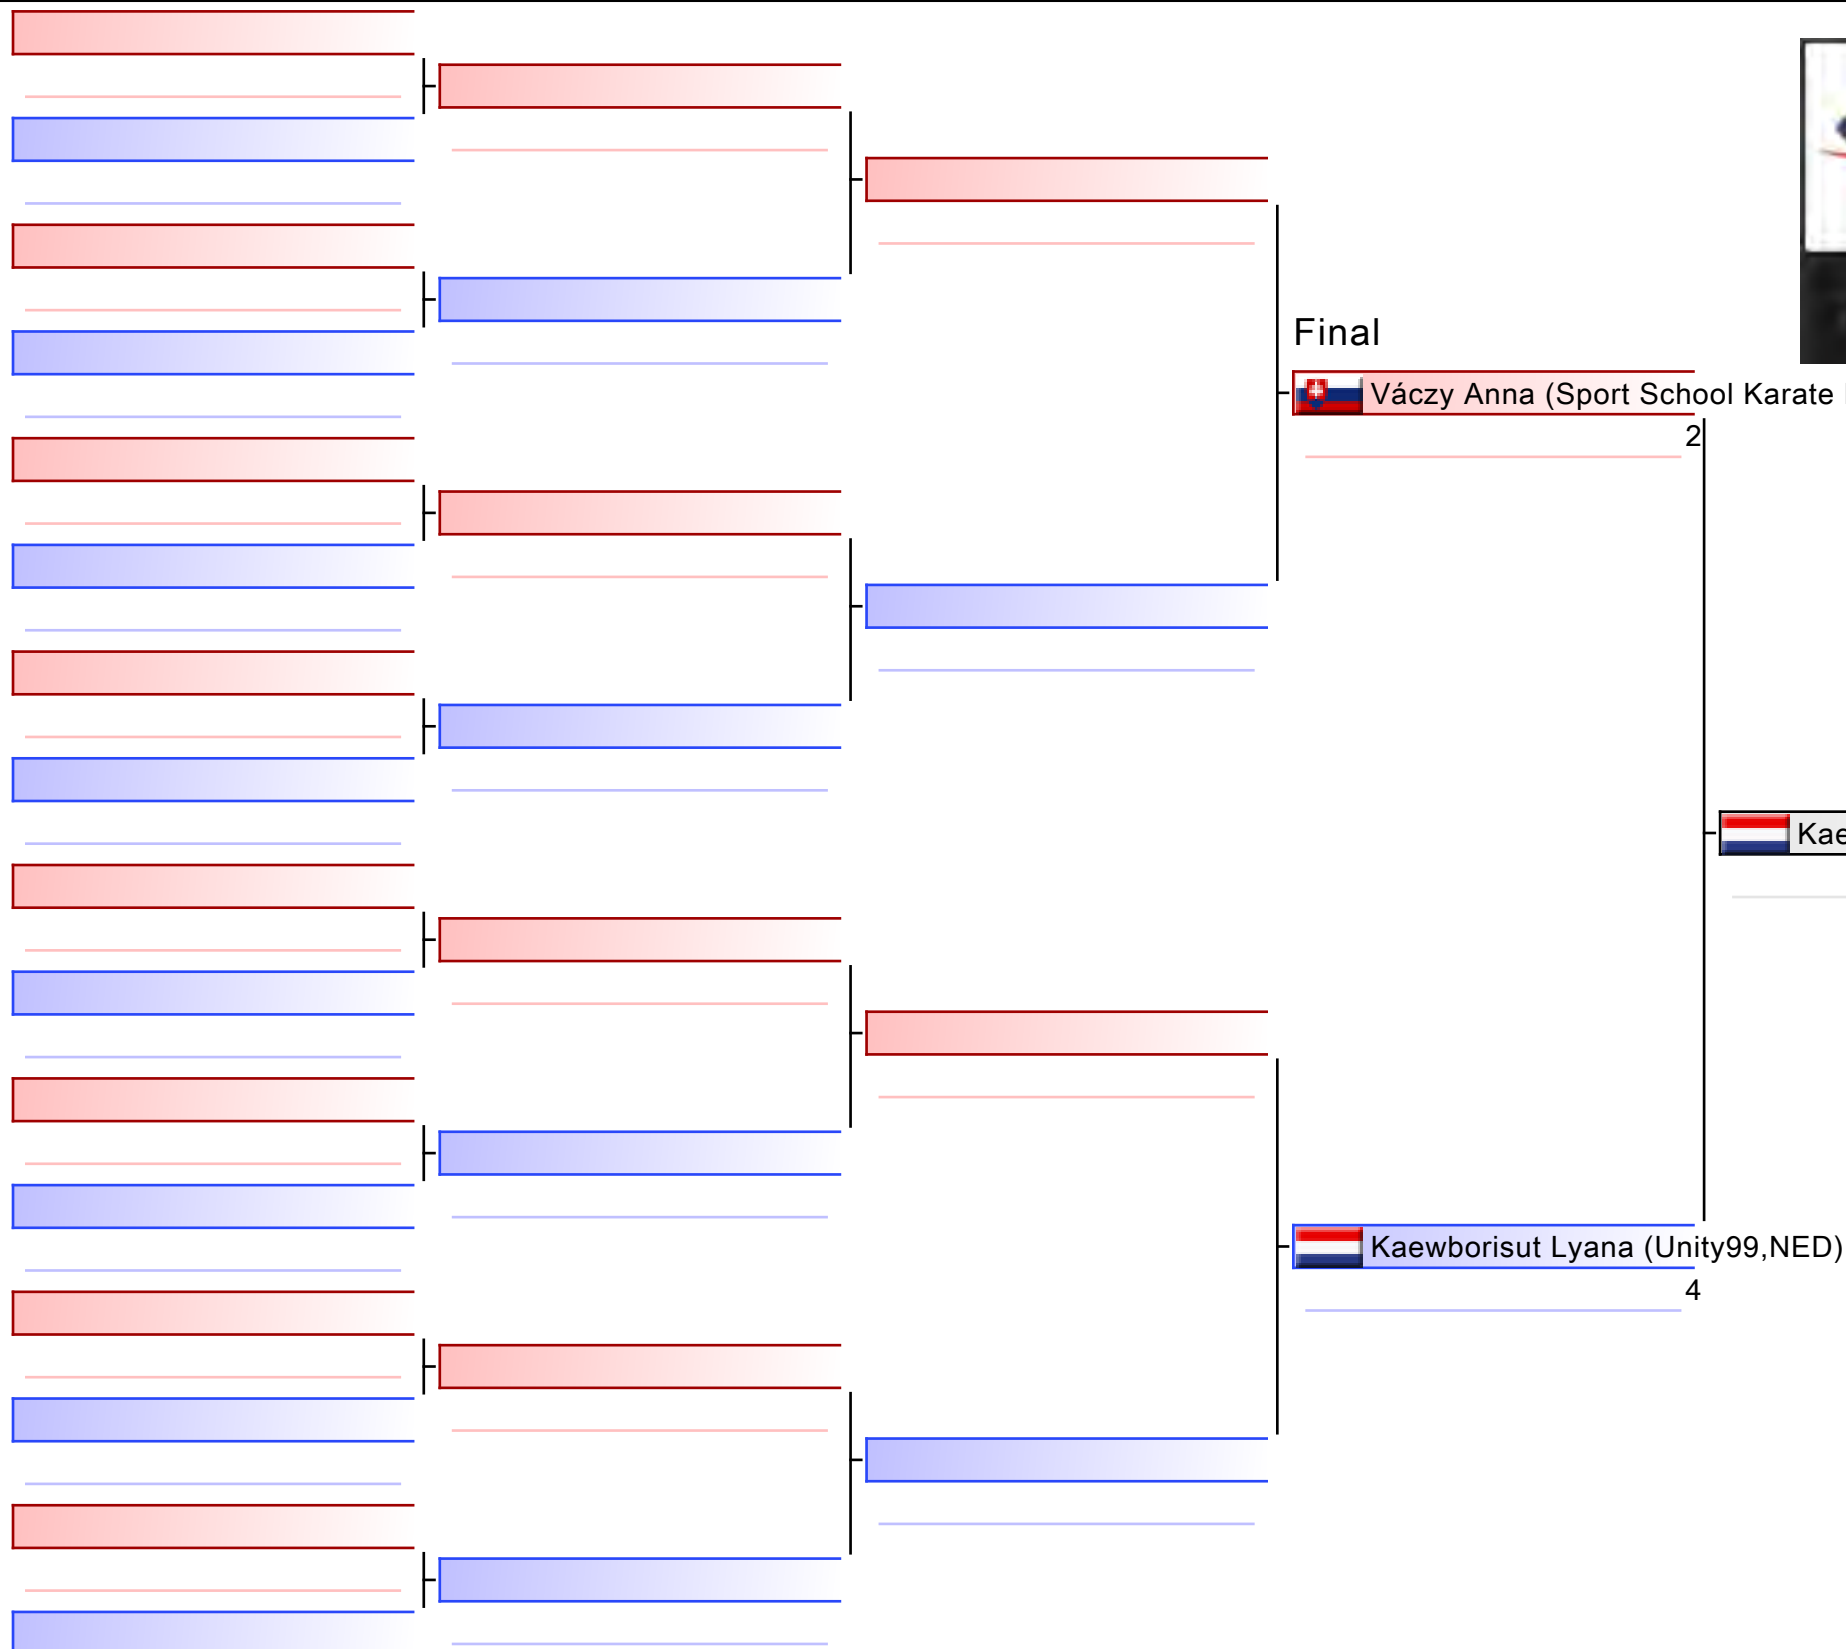 Final
Váczy Anna (Sport School Karate
2
Kae
Kaewborisut Lyana (Unity99,NED)
4